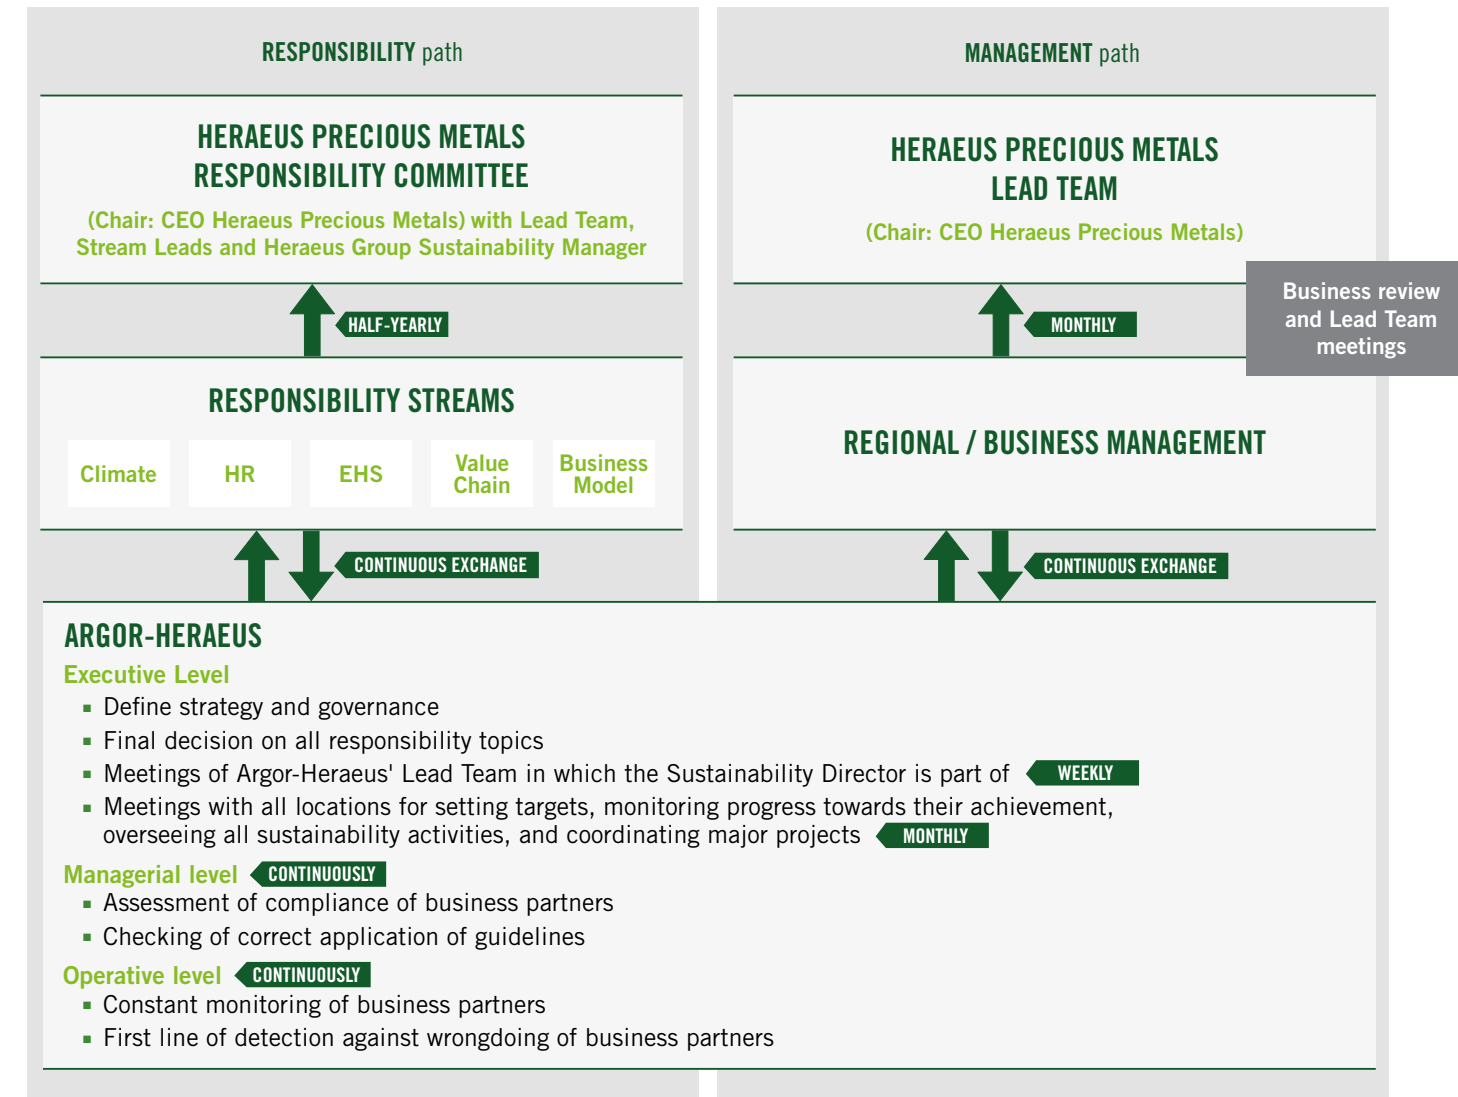 RESPONSIBILITY path
HERAEUS PRECIOUS METALS
RESPONSIBILITY COMMITTEE
(Chair: CEO Heraeus Precious Metals) with Lead Team,
Stream Leads and Heraeus Group Sustainability Manager
HALF-YEARLY
RESPONSIBILITY STREAMS
Climate
HR
EHS
Value
Chain
Business
Model
CONTINUOUS EXCHANGE
MANAGEMENT path
HERAEUS PRECIOUS METALS
LEAD TEAM
(Chair: CEO Heraeus Precious Metals)
MONTHLY
Business review
and Lead Team
meetings
REGIONAL / BUSINESS MANAGEMENT
CONTINUOUS EXCHANGE
ARGOR-HERAEUS
Executive Level
▪ Define strategy and governance
▪ Final decision on all responsibility topics
▪ Meetings of Argor-Heraeus' Lead Team in which the Sustainability Director is part of WEEKLY
▪ Meetings with all locations for setting targets, monitoring progress towards their achievement,
overseeing all sustainability activities, and coordinating major projects MONTHLY
Managerial level CONTINUOUSLY
▪ Assessment of compliance of business partners
▪ Checking of correct application of guidelines
Operative level CONTINUOUSLY
▪ Constant monitoring of business partners
▪ First line of detection against wrongdoing of business partners